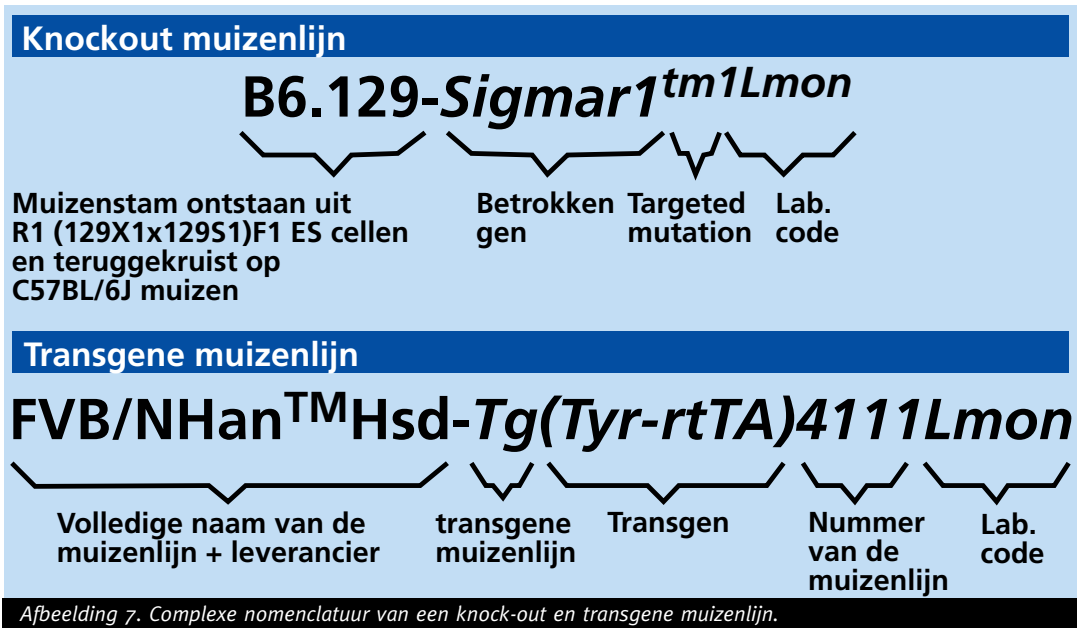 Knockout muizenlijn
B6.129-Sigmar1tm1Lmon
Muizenstam ontstaan uit
R1 (129X1x129S1)F1 ES cellen
en teruggekruist op
C57BL/6J muizen
Betrokken
gen
Targeted
mutation
Lab.
code
Transgene muizenlijn
FVB/NHanTMHsd-Tg(Tyr-rtTA)4111Lmon
Volledige naam van de
muizenlijn + leverancier
transgene
muizenlijn
Transgen
Nummer
van de
muizenlijn
Lab.
code
Afbeelding 7. Complexe nomenclatuur van een knock-out en transgene muizenlijn.